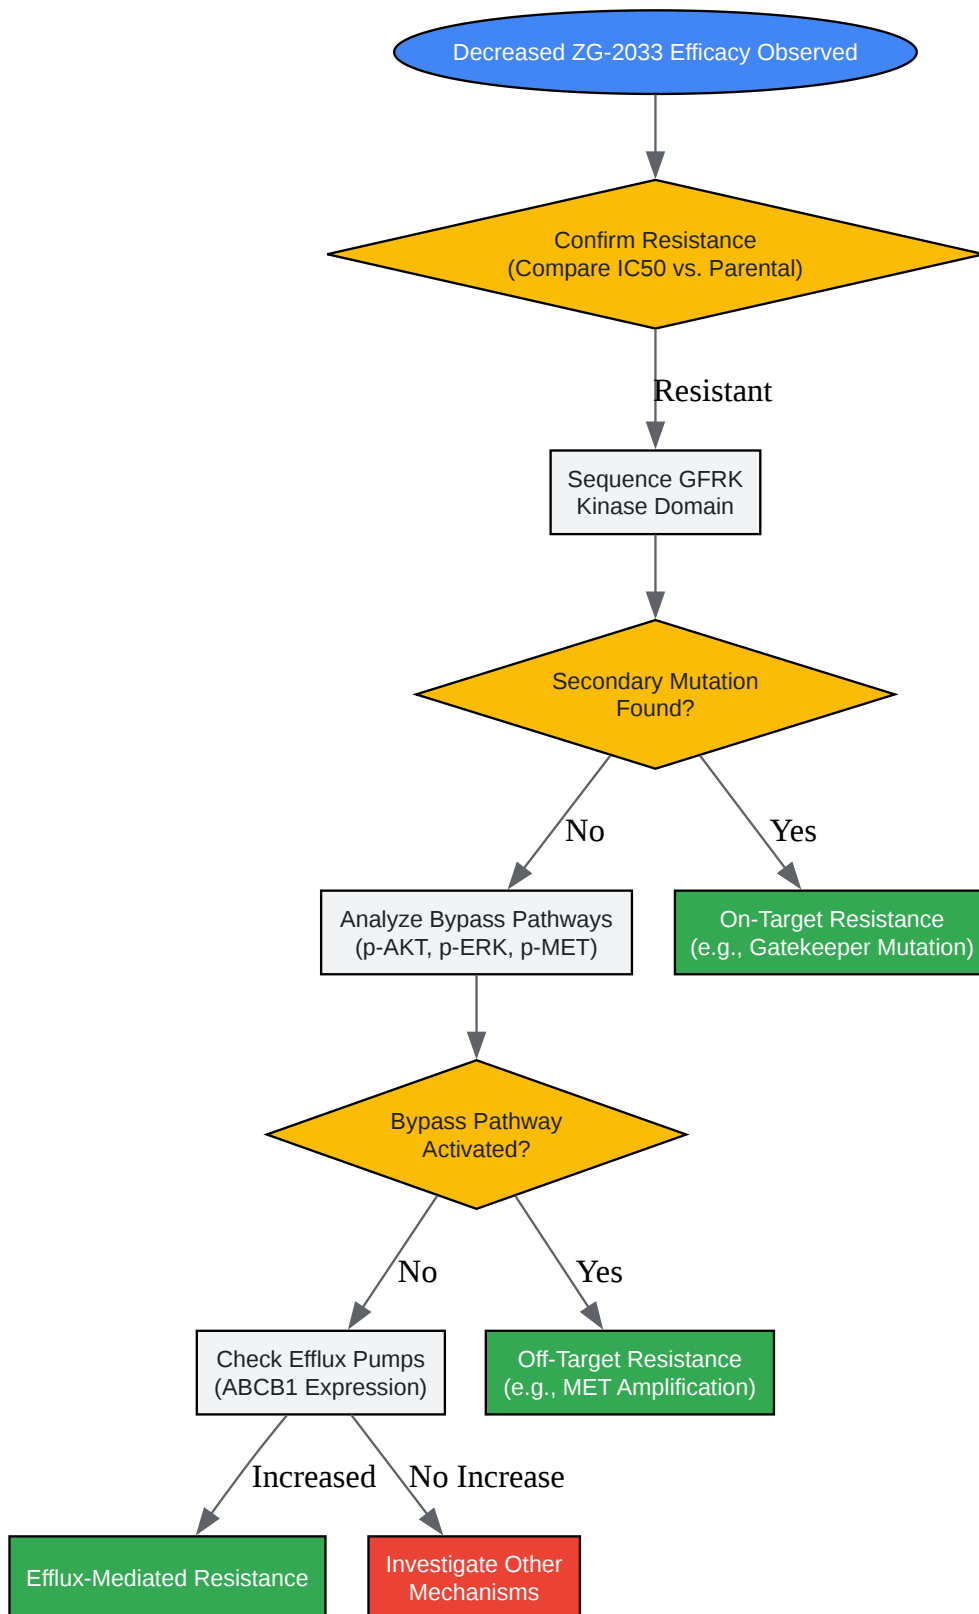 Decreased ZG-2033 Efficacy Observed
Confirm Resistance
(Compare IC50 vs. Parental)
Resistant
Sequence GFRK
Kinase Domain
Secondary Mutation
Found?
No
Yes
Analyze Bypass Pathways
(p-AKT, p-ERK, p-MET)
On-Target Resistance
(e.g., Gatekeeper Mutation)
Bypass Pathway
Activated?
No
Yes
Check Efflux Pumps
(ABCB1 Expression)
Off-Target Resistance
(e.g., MET Amplification)
Increased
No Increase
Efflux-Mediated Resistance
Investigate Other
Mechanisms